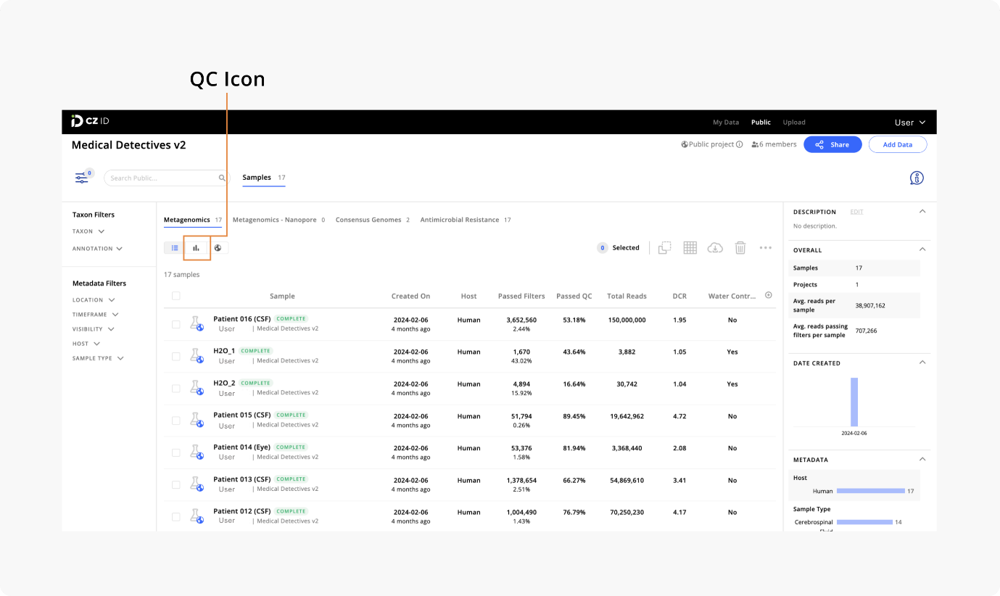 QC Icon
CZ ID
My Data Public Upload User
Medical Detectives v2
Public project 6 members Share Add Data
0
Search Public...
Samples 17
Taxon Filters
TAXON
ANNOTATION
Metadata Filters
LOCATION
TIMEFRAME
VISIBILITY
HOST
SAMPLE TYPE
Metagenomics 17 Metagenomics - Nanopore 0 Consensus Genomes 2 Antimicrobial Resistance 17
0 Selected
17 samples
Sample Created On Host Passed Filters Passed QC Total Reads DCR Water Contr...
Patient 016 (CSF) COMPLETE 2024-02-06 Human 3,652,560 53.18% 150,000,000 1.95 No
User | Medical Detectives v2 4 months ago 2.44%
H2O_1 COMPLETE 2024-02-06 Human 1,670 43.64% 3,882 1.05 Yes
User | Medical Detectives v2 4 months ago 43.02%
H2O_2 COMPLETE 2024-02-06 Human 4,894 16.64% 30,742 1.04 Yes
User | Medical Detectives v2 4 months ago 15.92%
Patient 015 (CSF) COMPLETE 2024-02-06 Human 51,794 89.45% 19,642,962 4.72 No
User | Medical Detectives v2 4 months ago 0.26%
Patient 014 (Eye) COMPLETE 2024-02-06 Human 53,376 81.94% 3,368,440 2.08 No
User | Medical Detectives v2 4 months ago 1.58%
Patient 013 (CSF) COMPLETE 2024-02-06 Human 1,378,654 66.27% 54,869,610 3.41 No
User | Medical Detectives v2 4 months ago 2.51%
Patient 012 (CSF) COMPLETE 2024-02-06 Human 1,004,490 76.79% 70,250,230 4.17 No
User | Medical Detectives v2 4 months ago 1.43%
DESCRIPTION EDIT
No description.
OVERALL
Samples 17
Projects 1
Avg. reads per sample 38,907,162
Avg. reads passing filters per sample 707,266
DATE CREATED
2024-02-06
METADATA
Host
Human 17
Sample Type
Cerebrospinal 14
Fluid